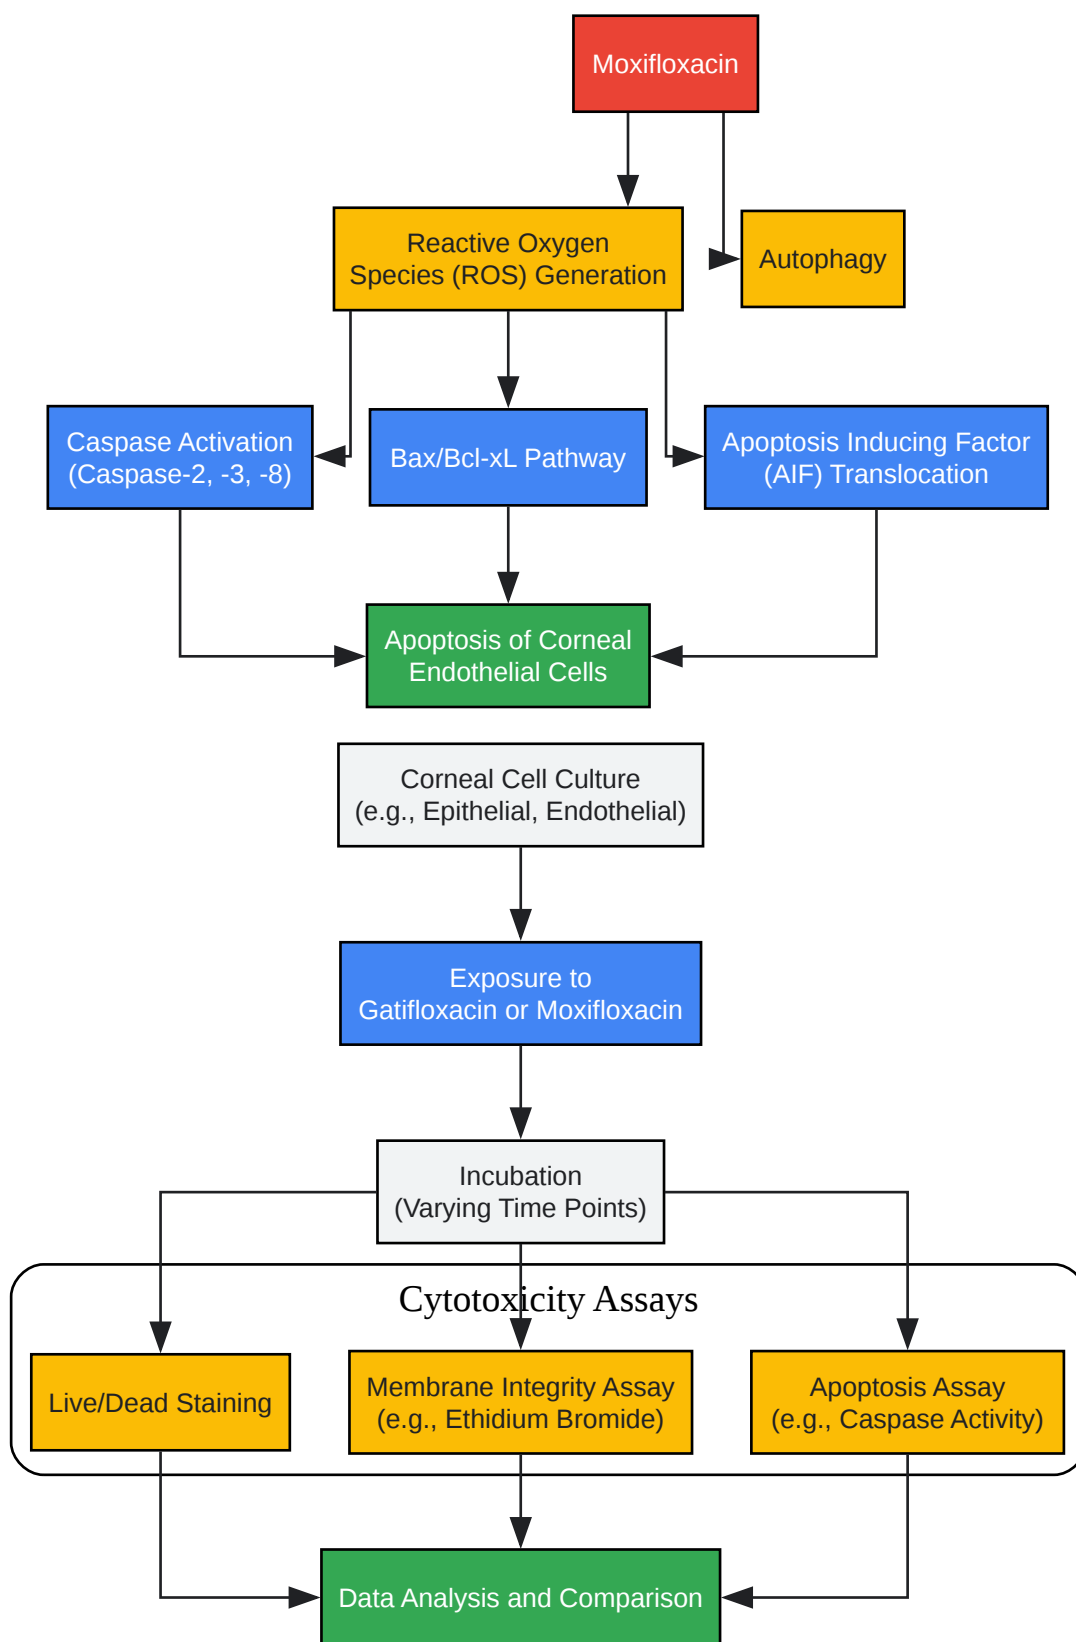 Moxifloxacin
Reactive Oxygen
Species (ROS) Generation
Autophagy
Caspase Activation
(Caspase-2, -3, -8)
Bax/Bcl-xL Pathway
Apoptosis Inducing Factor
(AIF) Translocation
Apoptosis of Corneal
Endothelial Cells
Corneal Cell Culture
(e.g., Epithelial, Endothelial)
Exposure to
Gatifloxacin or Moxifloxacin
Incubation
(Varying Time Points)
Cytotoxicity Assays
Live/Dead Staining
Membrane Integrity Assay
(e.g., Ethidium Bromide)
Apoptosis Assay
(e.g., Caspase Activity)
Data Analysis and Comparison